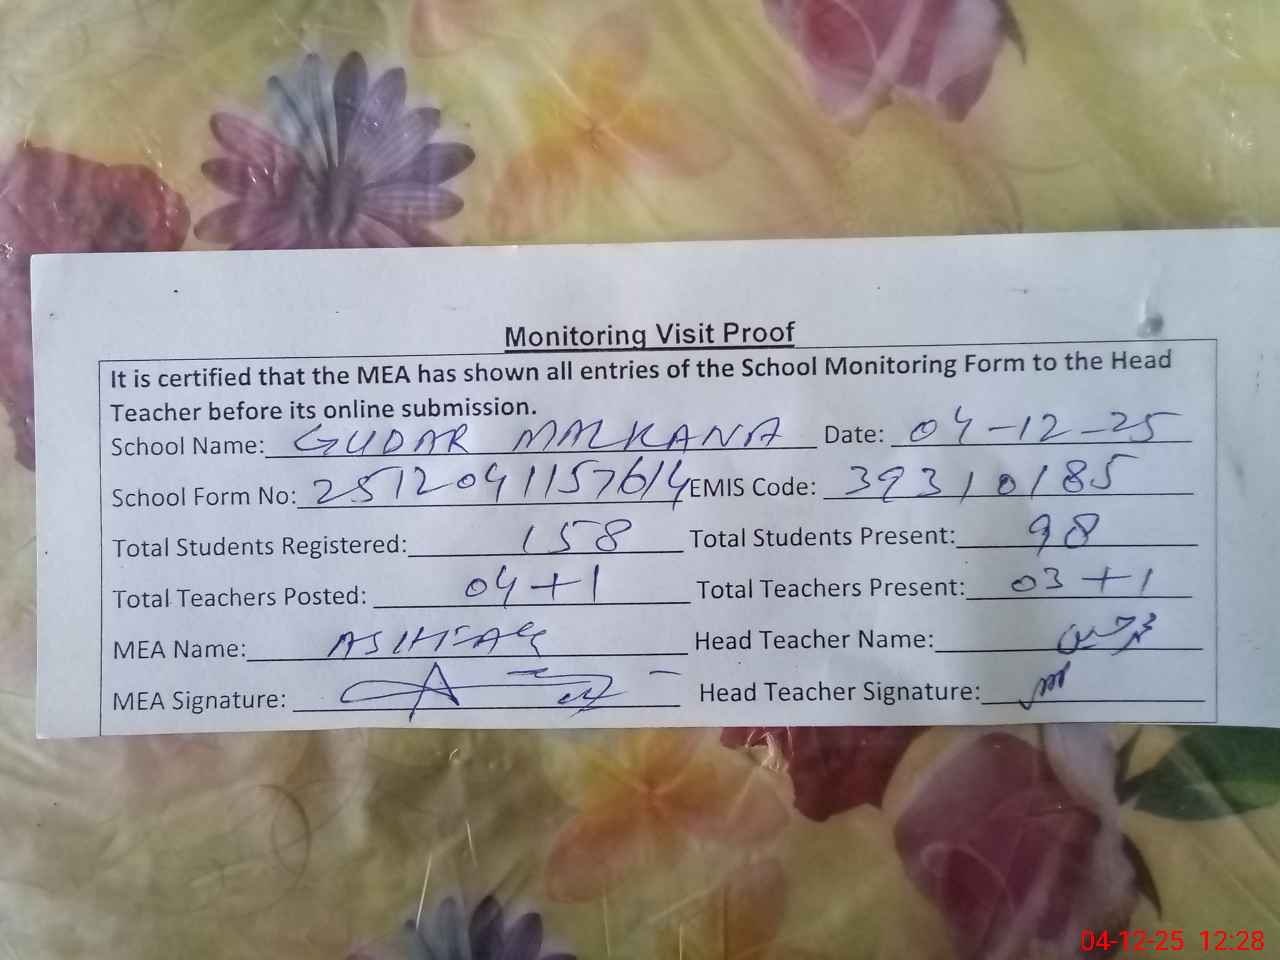 Monitoring Visit Proof
It is certified that the MEA has shown all entries of the School Monitoring Form to the Head
Teacher before its online submission.
School Name: GUDAR MALKANA Date: 04-12-25
School Form No: 2512041157614 EMIS Code: 39310185
Total Students Registered: 158 Total Students Present: 98
Total Teachers Posted: 04+1 Total Teachers Present: 03+1
MEA Name: ASHFAQ Head Teacher Name:
MEA Signature: Head Teacher Signature:
04-12-25 12:28